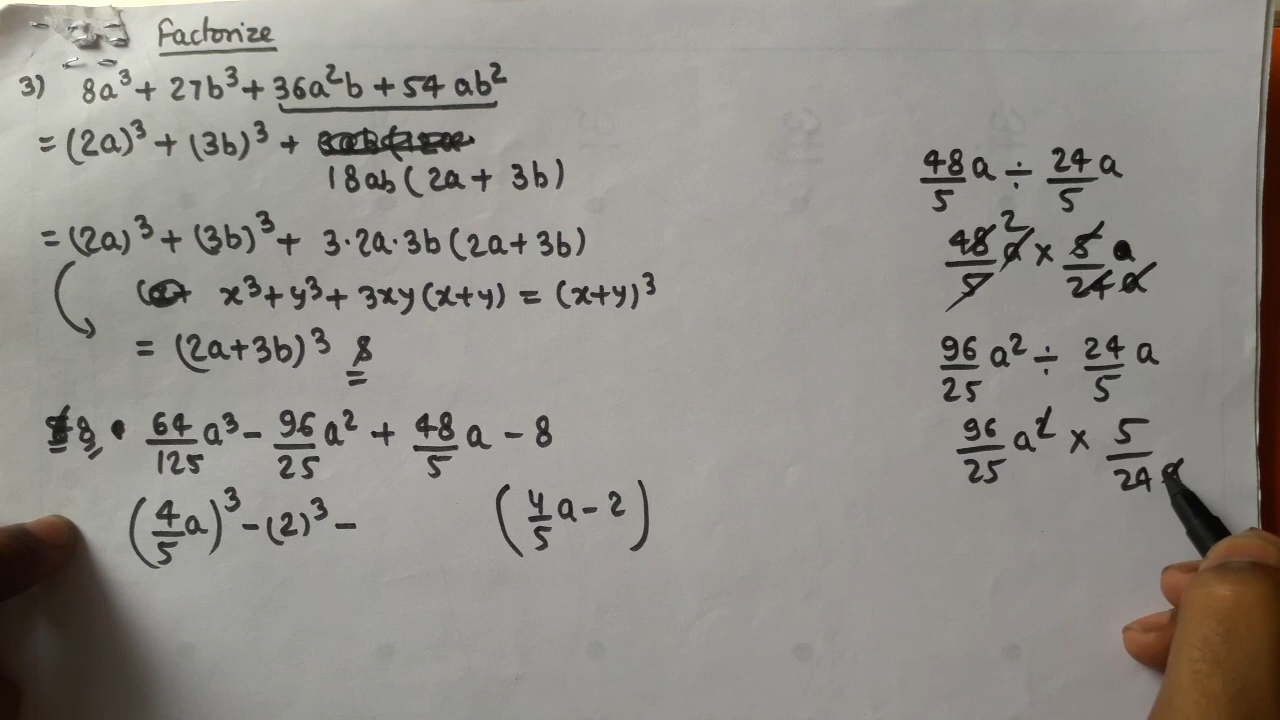 Factorize
3) 8a³ + 27b³ + 36a²b + 54ab²
= (2a)³ + (3b)³ +
18ab(2a + 3b)
= (2a)³ + (3b)³ + 3·2a·3b(2a+3b)
x³+y³+3xy(x+y) = (x+y)³
= (2a+3b)³
8. 64/125 a³ - 96/25 a² + 48/5 a - 8
(4/5 a)³ - (2)³ - (4/5 a - 2)
48/5 a ÷ 24/5 a
48/5 a 2 × 5/24 a
96/25 a² ÷ 24/5 a
96/25 a² × 5/24 a